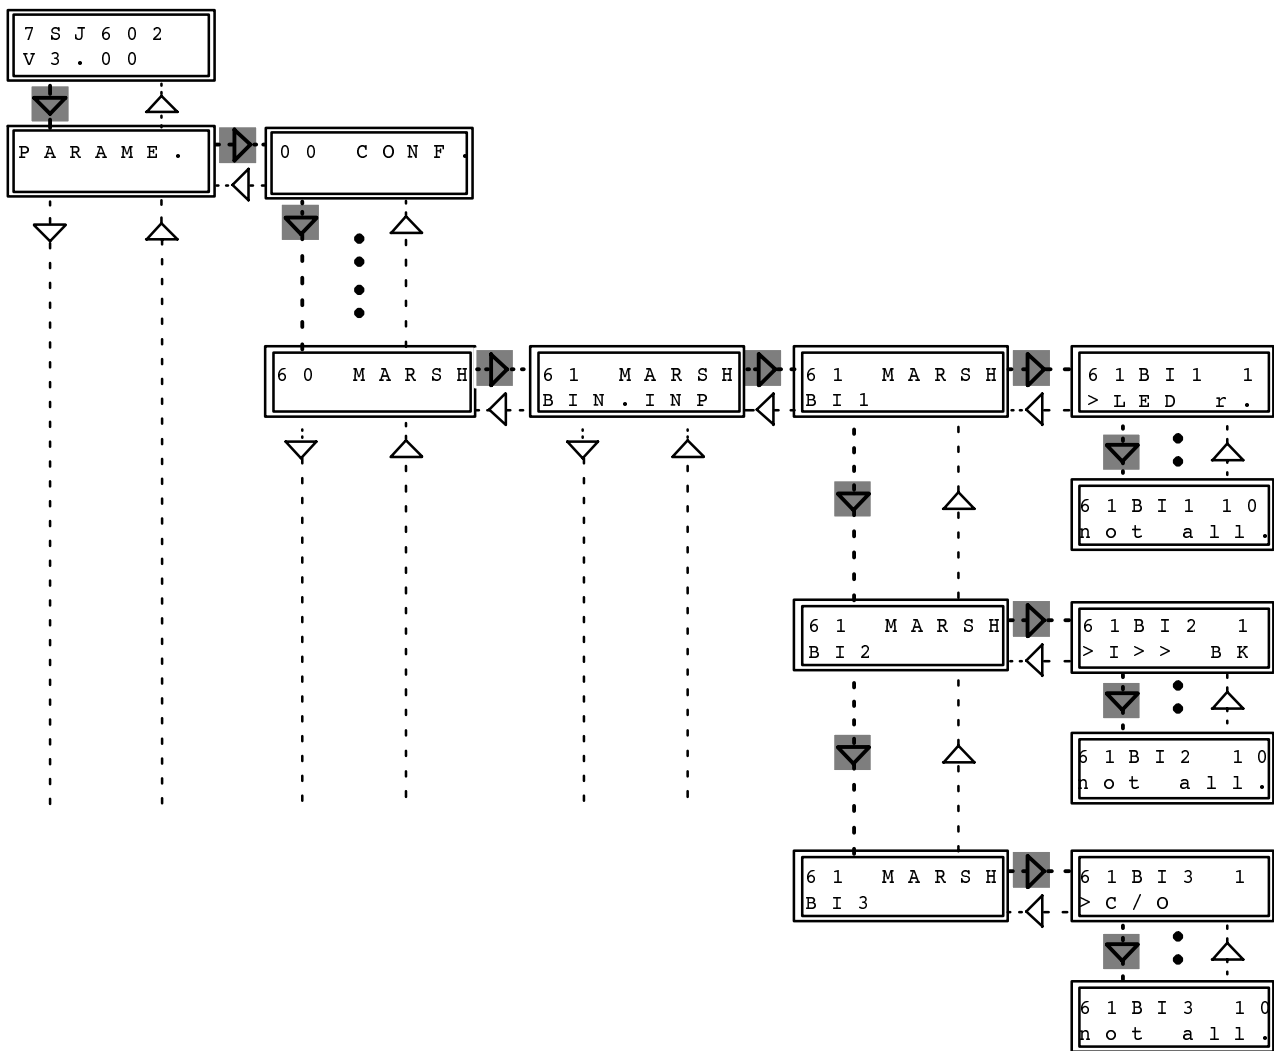 7SJ602
V3.00
PARAME.
00 CONF.
60 MARSH
61 MARSH
BIN.INP
61 MARSH
BI1
61BI1 1
>LED r.
61BI1 10
not all.
61 MARSH
BI2
61BI2 1
>I>> BK
61BI2 10
not all.
61 MARSH
BI3
61BI3 1
>C/O
61BI3 10
not all.